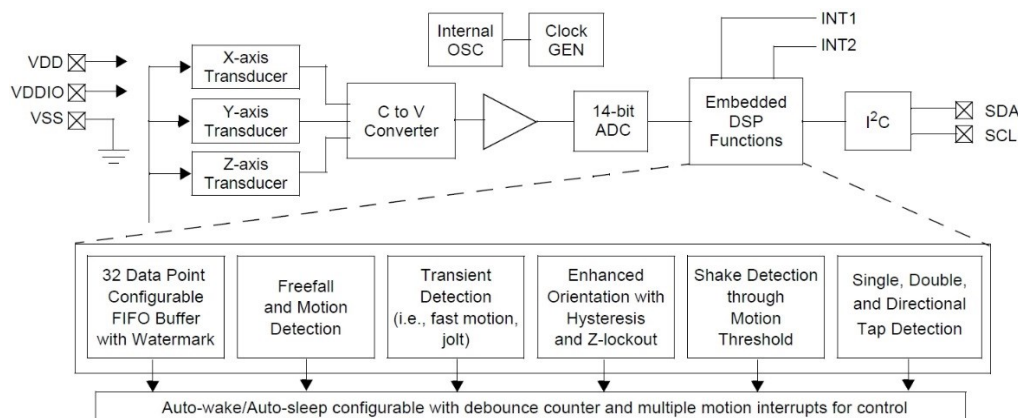 Internal
OSC
Clock
GEN
INT1
INT2
VDD
VDDIO
VSS
X-axis
Transducer
Y-axis
Transducer
Z-axis
Transducer
C to V
Converter
14-bit
ADC
Embedded
DSP
Functions
I²C
SDA
SCL
32 Data Point
Configurable
FIFO Buffer
with Watermark
Freefall
and Motion
Detection
Transient
Detection
(i.e., fast motion,
jolt)
Enhanced
Orientation with
Hysteresis
and Z-lockout
Shake Detection
through
Motion
Threshold
Single, Double,
and Directional
Tap Detection
Auto-wake/Auto-sleep configurable with debounce counter and multiple motion interrupts for control